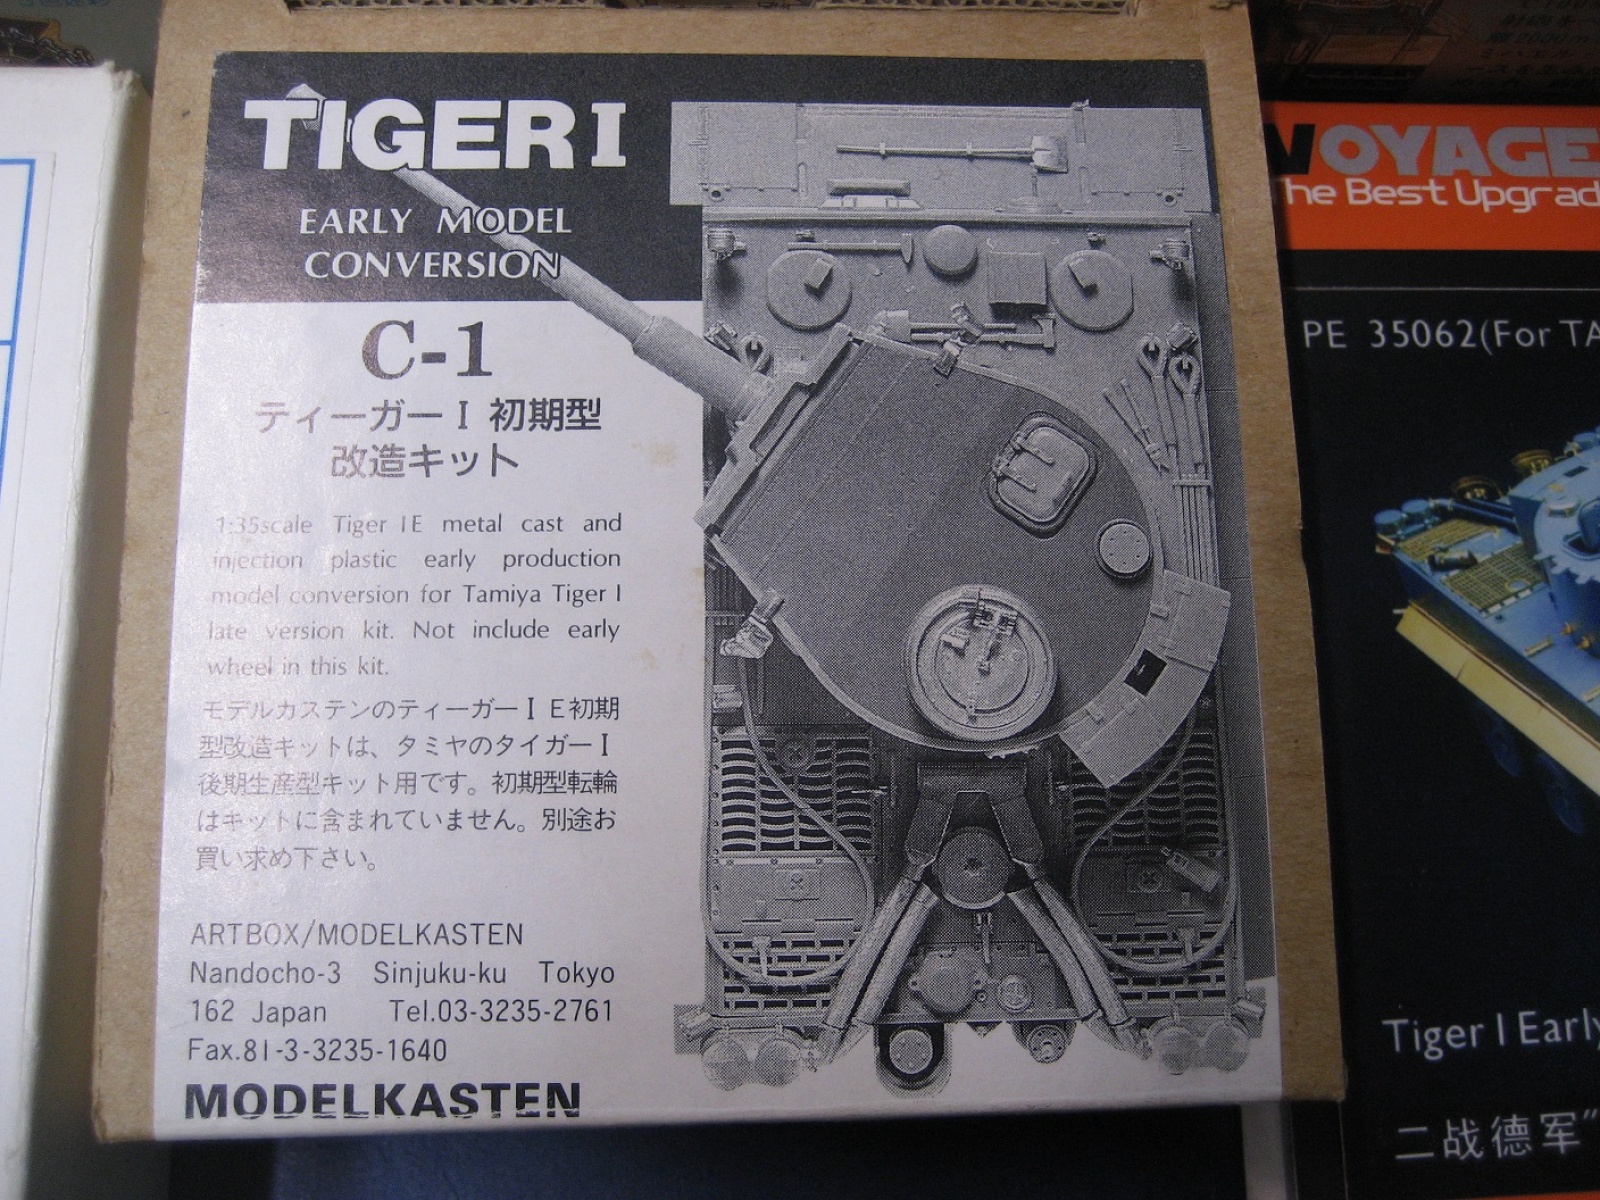 TIGER I
EARLY MODEL
CONVERSION
C-1
ティーガー I 初期型
改造キット
1:35scale Tiger IE metal cast and
injection plastic early production
model conversion for Tamiya Tiger I
late version kit. Not include early
wheel in this kit.
モデルカステンのティーガー I E初期
型改造キットは、タミヤのタイガー I
後期生産型キット用です。初期型転輪
はキットに含まれていません。別途お
買い求め下さい。
ARTBOX/MODELKASTEN
Nandocho-3 Sinjuku-ku Tokyo
162 Japan Tel.03-3235-2761
Fax.81-3-3235-1640
MODELKASTEN
VOYAGE
The Best Upgrad
PE 35062(For TA
Tiger I Early
二战德军"